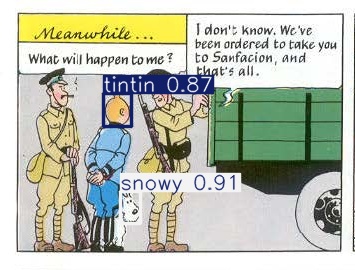 Meanwhile...
What will happen to me?
I don't know. We've
been ordered to take you
to Sanfacion, and
that's all.
tintin 0.87
snowy 0.91